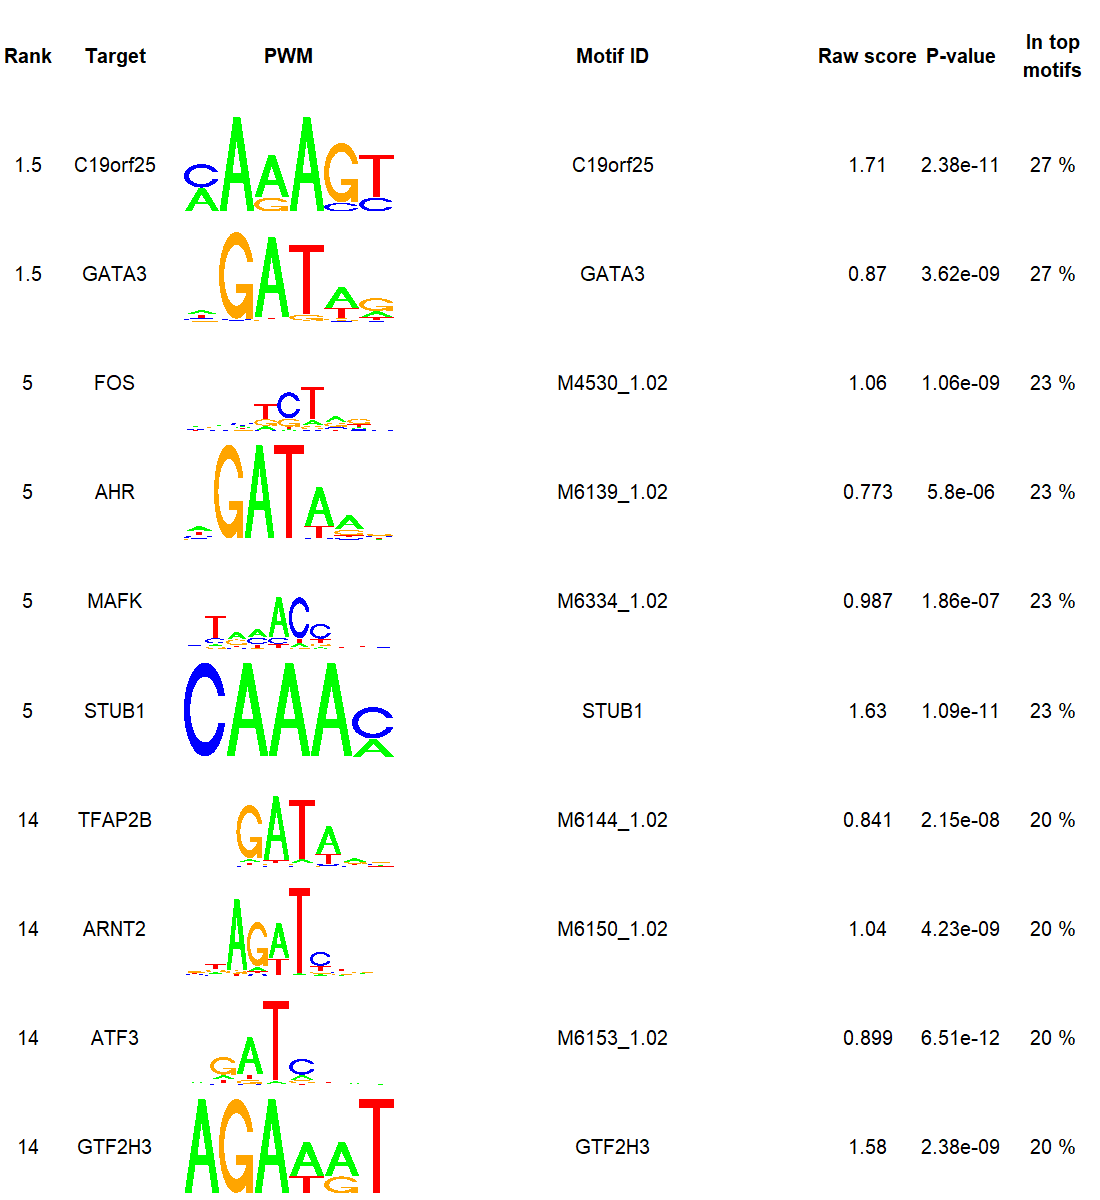 Rank Target PWM Motif ID Raw score P-value In top motifs
1.5 C19orf25 C19orf25 1.71 2.38e-11 27 %
1.5 GATA3 GATA3 0.87 3.62e-09 27 %
5 FOS M4530_1.02 1.06 1.06e-09 23 %
5 AHR M6139_1.02 0.773 5.8e-06 23 %
5 MAFK M6334_1.02 0.987 1.86e-07 23 %
5 STUB1 STUB1 1.63 1.09e-11 23 %
14 TFAP2B M6144_1.02 0.841 2.15e-08 20 %
14 ARNT2 M6150_1.02 1.04 4.23e-09 20 %
14 ATF3 M6153_1.02 0.899 6.51e-12 20 %
14 GTF2H3 GTF2H3 1.58 2.38e-09 20 %